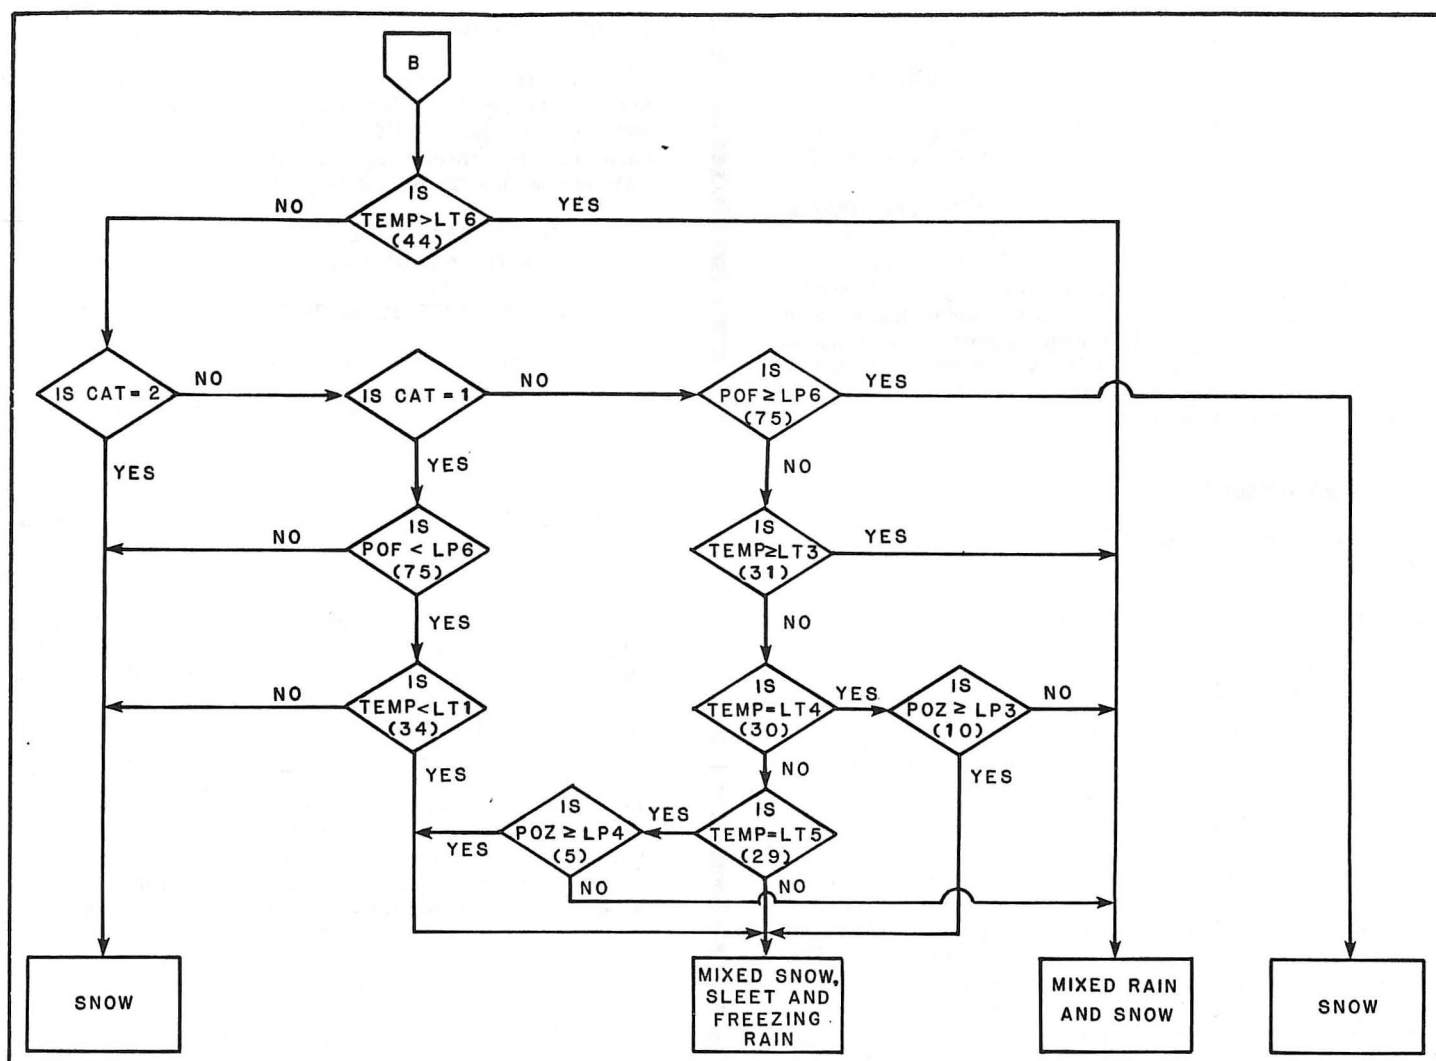 B
IS
TEMP>LT6
(44)
NO
YES
IS CAT = 2
NO
YES
IS CAT = 1
NO
YES
IS
POF ≥ LP6
(75)
YES
NO
IS
POF < LP6
(75)
NO
YES
IS
TEMP≥LT3
(31)
YES
NO
IS
TEMP<LT1
(34)
NO
YES
IS
TEMP=LT4
(30)
YES
NO
IS
POZ ≥ LP3
(10)
NO
YES
IS
POZ ≥ LP4
(5)
YES
NO
IS
TEMP=LT5
(29)
YES
NO
SNOW
MIXED SNOW,
SLEET AND
FREEZING
RAIN
MIXED RAIN
AND SNOW
SNOW